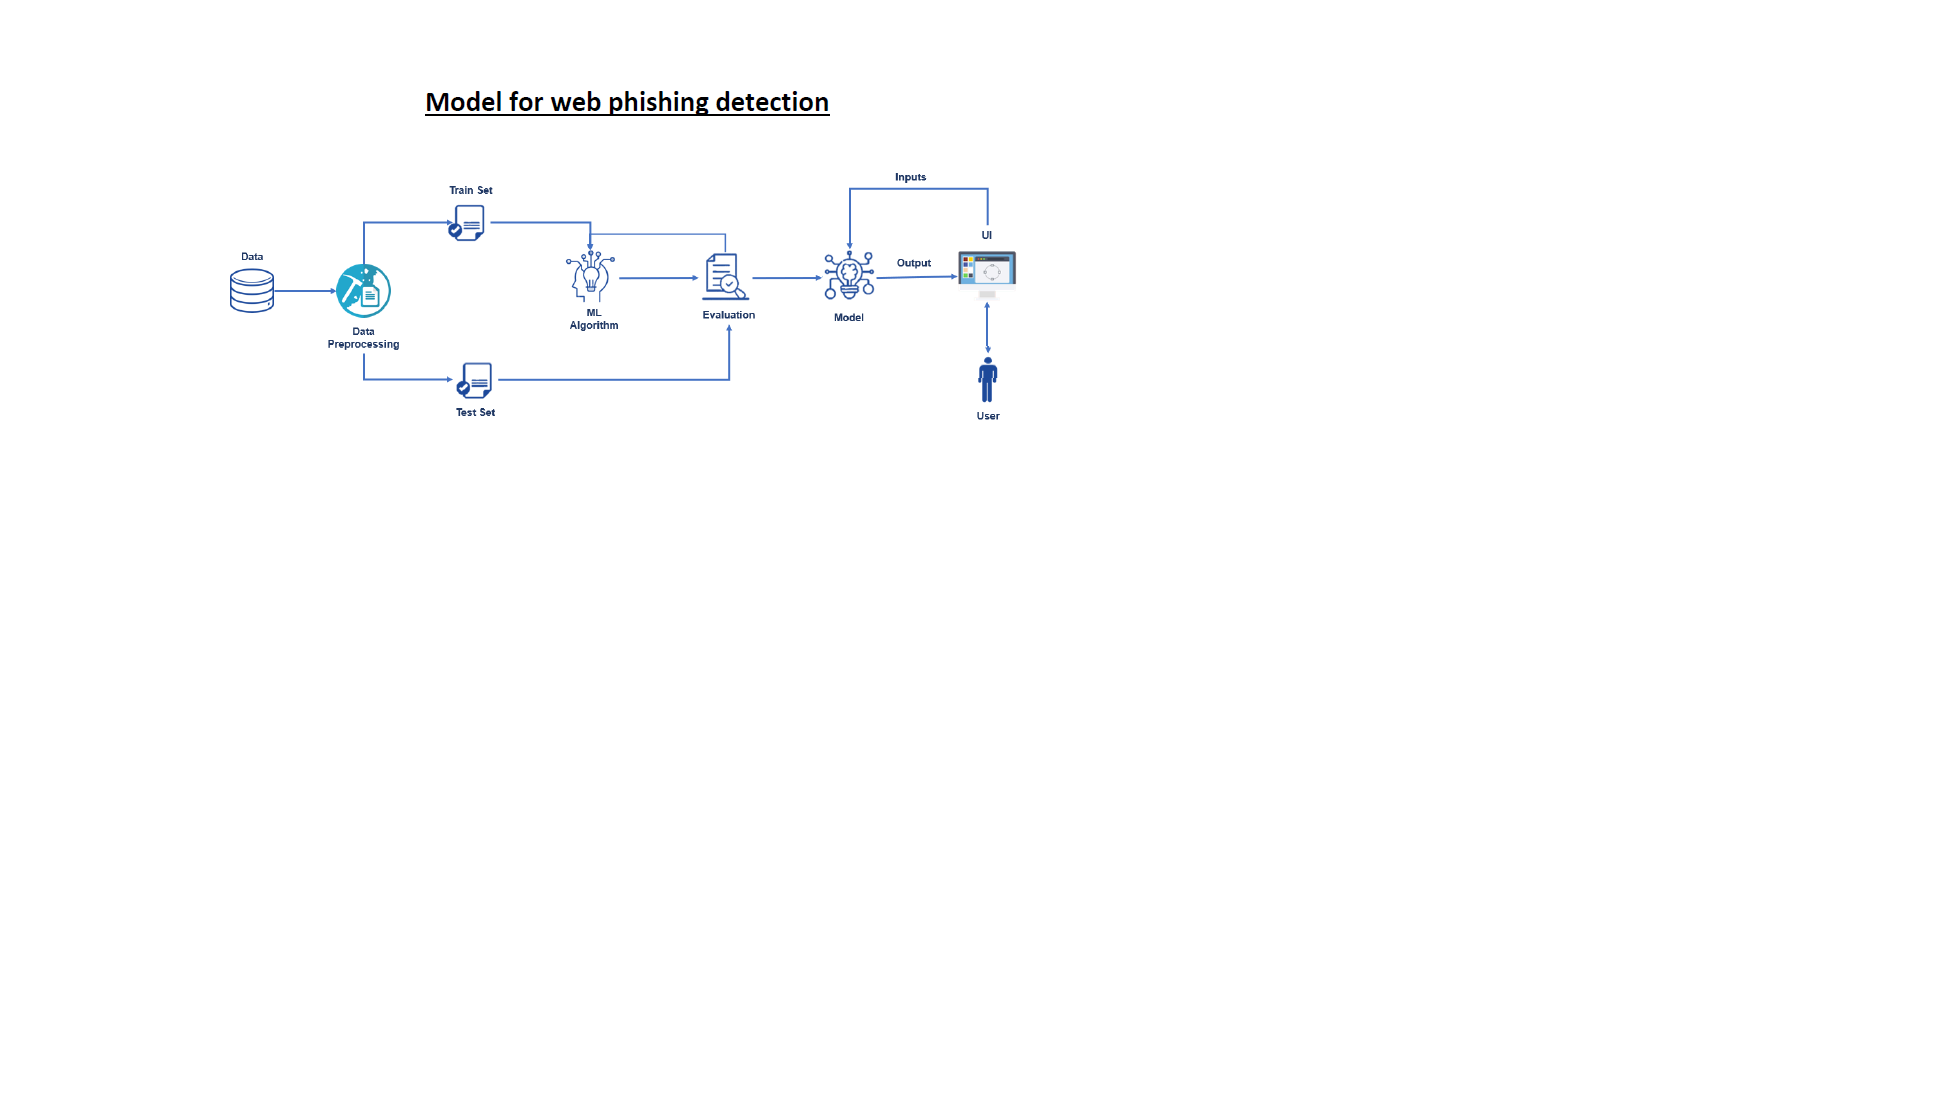 Model for web phishing detection
Train Set
Inputs
UI
Data
Output
ML
Algorithm
Evaluation
Model
Data
Preprocessing
Test Set
User